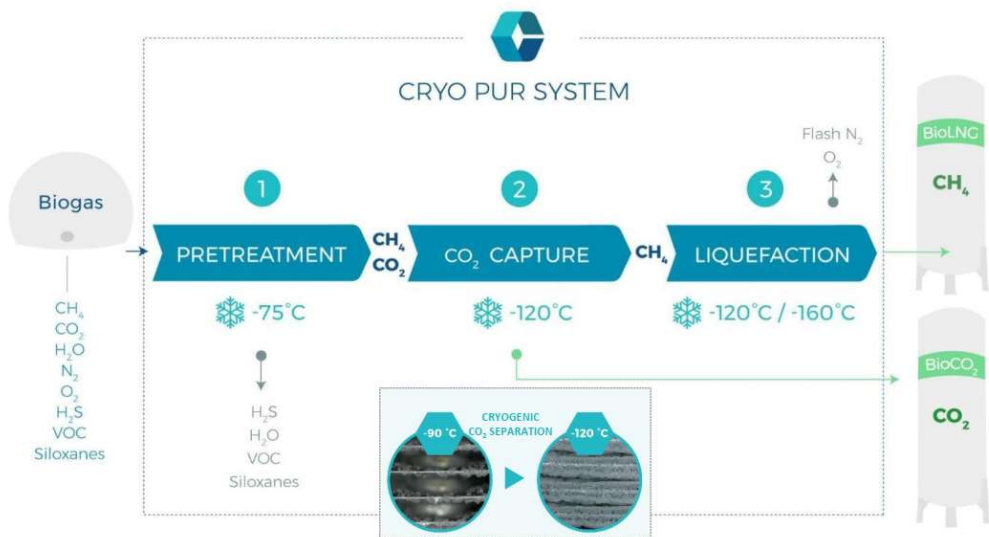 CRYO PUR SYSTEM
Biogas
CH₄
CO₂
H₂O
N₂
O₂
H₂S
VOC
Siloxanes
1
PRETREATMENT
-75°C
H₂S
H₂O
VOC
Siloxanes
CH₄
CO₂
2
CO₂ CAPTURE
-120°C
CRYOGENIC
CO₂ SEPARATION
-90 °C
-120 °C
CH₄
3
LIQUEFACTION
-120°C / -160°C
Flash N₂
O₂
BioLNG
CH₄
BioCO₂
CO₂